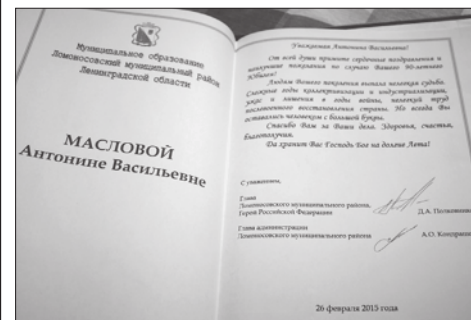 Муниципальное образование
Ломоносовский муниципальный район
Ленинградской области
МАСЛОВОЙ
Антонине Васильевне
Уважаемая Антонина Васильевна!
От всей души примите сердечные поздравления и
наилучшие пожелания по случаю Вашего 90-летнего
Юбилея!
Людям Вашего поколения выпала нелегкая судьба.
Сложные годы коллективизации и индустриализации,
ужас и лишения в годы войны, нелегкий труд
послевоенного восстановления страны. Но всегда Вы
оставались человеком с большой буквы.
Спасибо Вам за Ваши дела. Здоровья, счастья,
благополучия.
Да хранит Вас Господь Бог на долгие Лета!
С уважением,
Глава
Ломоносовского муниципального района,
Герой Российской Федерации
Д.А. Полковников
Глава администрации
Ломоносовского муниципального района
А.О. Кондрашов
26 февраля 2015 года